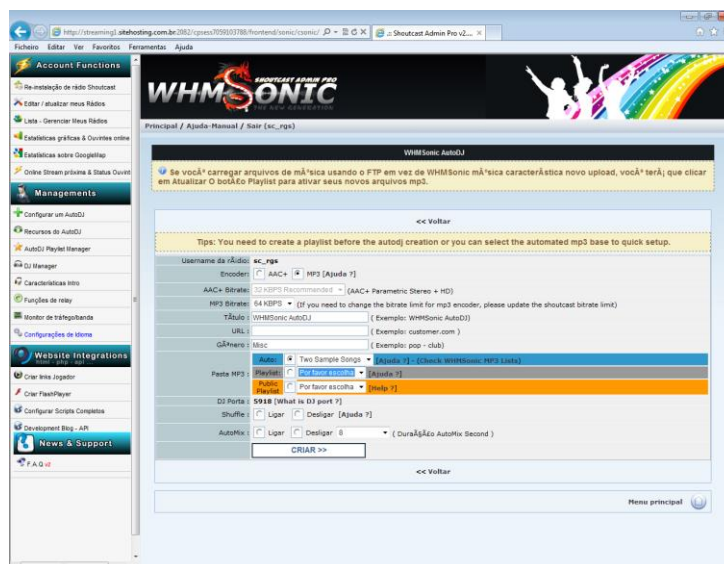 http://streaming1.sitehosting.com.br:2082/cpsess7059103788/frontend/sonic/csonic/
.:: Shoutcast Admin Pro v2....
Ficheiro Editar Ver Favoritos Ferramentas Ajuda
Account Functions
Re-instalação de rádio Shoutcast
Editar / atualizar meus Rádios
Lista - Gerenciar Meus Rádios
Estatísticas gráficas & Ouvintes online
Estatísticas sobre GoogleMap
Online Stream próxima & Status Ouvint
Managements
Configurar um AutoDJ
Recursos do AutoDJ
AutoDJ Playlist Manager
DJ Manager
Características Intro
Funções de relay
Monitor de tráfego/banda
Configurações de Idioma
Website Integrations
html - php - api ...
Criar links Jogador
Criar FlashPlayer
Configurar Scripts Completos
Development Blog - API
News & Support
F.A.Q v2
SHOUTCAST ADMIN PRO
WHMSONIC
THE NEW GENERATION
Principal / Ajuda-Manual / Sair (sc_rgs)
WHMSonic AutoDJ
Se vocÃª carregar arquivos de mÃºsica usando o FTP em vez de WHMSonic mÃºsica caracterÃ­stica novo upload, vocÃª terÃ¡ que clicar
em Atualizar O botÃ£o Playlist para ativar seus novos arquivos mp3.
<< Voltar
Tips: You need to create a playlist before the autodj creation or you can select the automated mp3 base to quick setup.
Username da rÃ¡dio: sc_rgs
Encoder: AAC+ MP3 [Ajuda ?]
AAC+ Bitrate: 32 KBPS Recommended (AAC+ Parametric Stereo + HD)
MP3 Bitrate: 64 KBPS (If you need to change the bitrate limit for mp3 encoder, please update the shoutcast bitrate limit)
TÃ­tulo : WHMSonic AutoDJ ( Exemplo: WHMSonic AutoDJ)
URL : ( Exemplo: customer.com )
GÃªnero : Misc ( Exemplo: pop - club)
Pasta MP3 :
Auto: Two Sample Songs [Ajuda ?] - (Check WHMSonic MP3 Lists)
Playlist: Por favor escolha [Ajuda ?]
Public Playlist Por favor escolha [Help ?]
DJ Porta : 5918 [What is DJ port ?]
Shuffle : Ligar Desligar [Ajuda ?]
AutoMix : Ligar Desligar 8 ( DuraÃ§Ã£o AutoMix Second )
CRIAR >>
<< Voltar
Menu principal